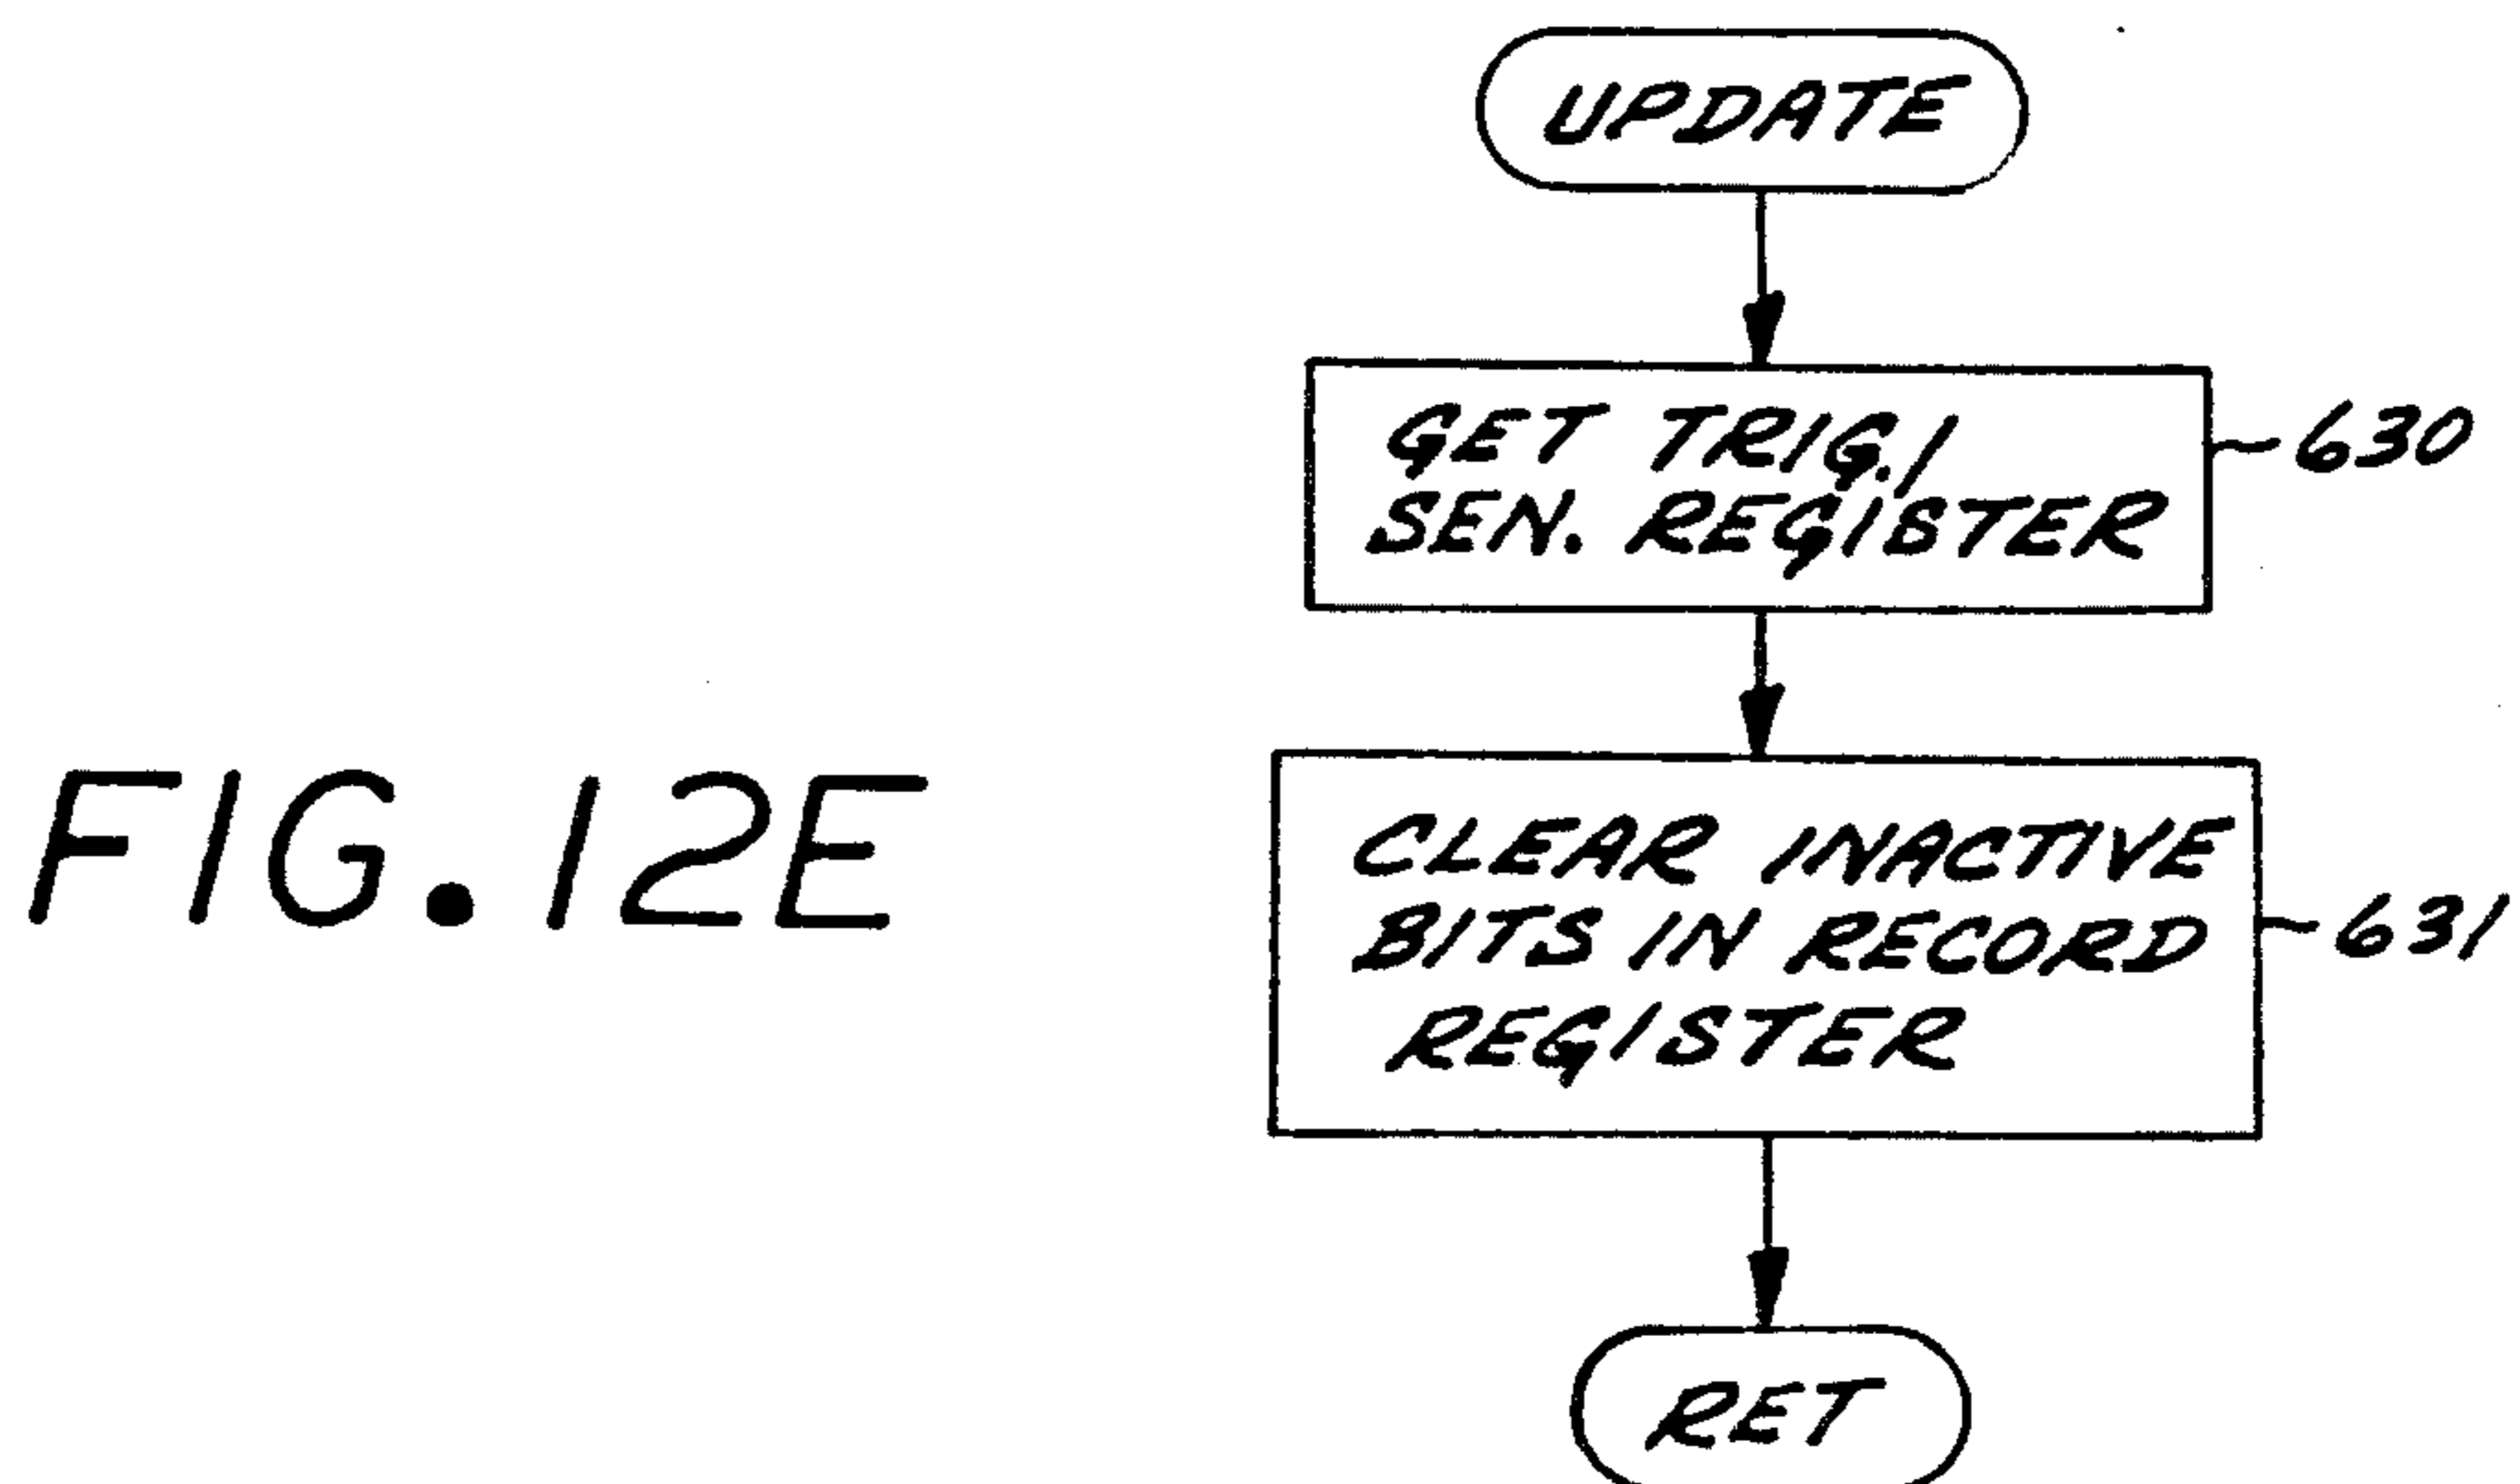 UPDATE
GET TRIG./
SEN. REGISTER
630
CLEAR INACTIVE
BITS IN RECORD
REGISTER
631
RET
FIG. 12E